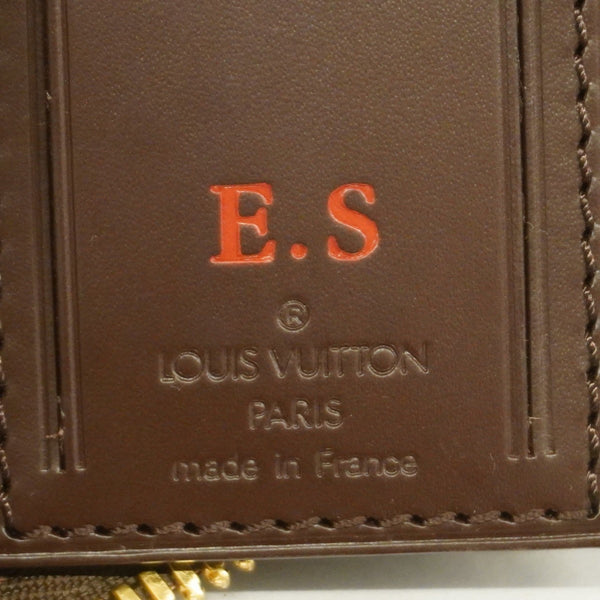 E.S
®
LOUIS VUITTON
PARIS
made in France